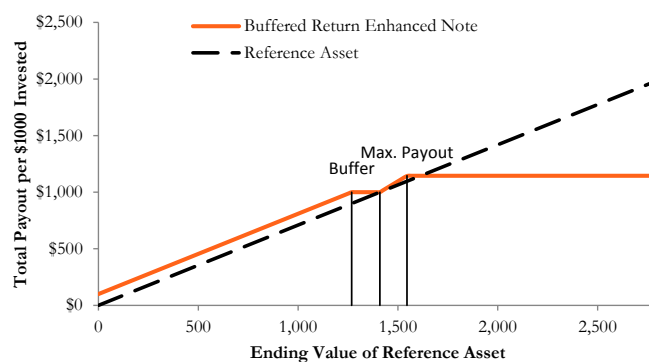 $2,500
Buffered Return Enhanced Note
Reference Asset
$2,000
$1,500
Max. Payout
Buffer
$1,000
$500
$0
0
500
1,000
1,500
2,000
2,500
Total Payout per $1000 Invested
Ending Value of Reference Asset